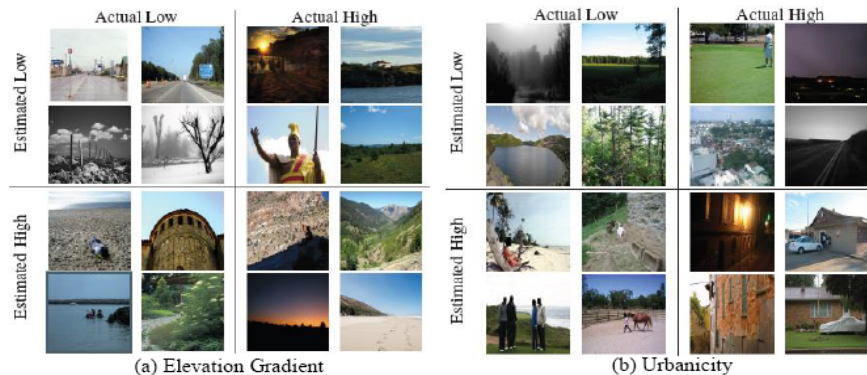 Actual Low Actual High
Estimated Low
Estimated High
(a) Elevation Gradient
Actual Low Actual High
Estimated Low
Estimated High
(b) Urbanicity